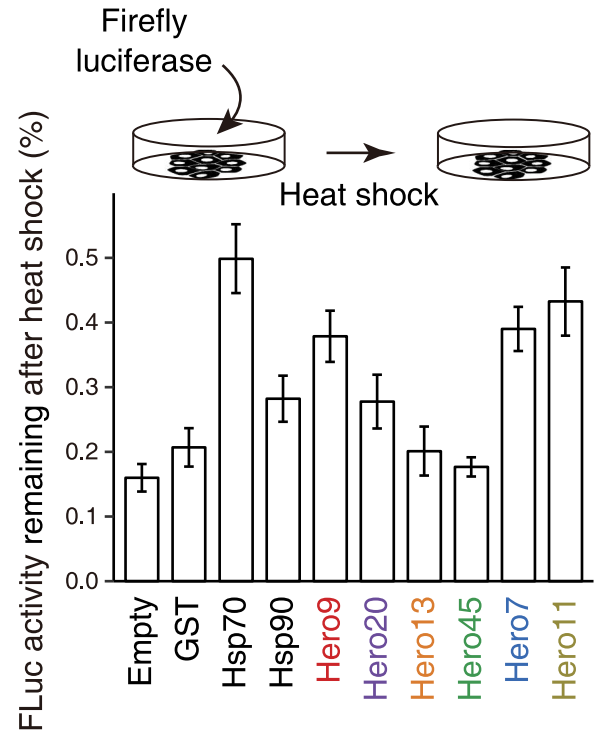 Firefly
luciferase
Heat shock
FLuc activity remaining after heat shock (%)
0.5
0.4
0.3
0.2
0.1
0.0
Empty
GST
Hsp70
Hsp90
Hero9
Hero20
Hero13
Hero45
Hero7
Hero11